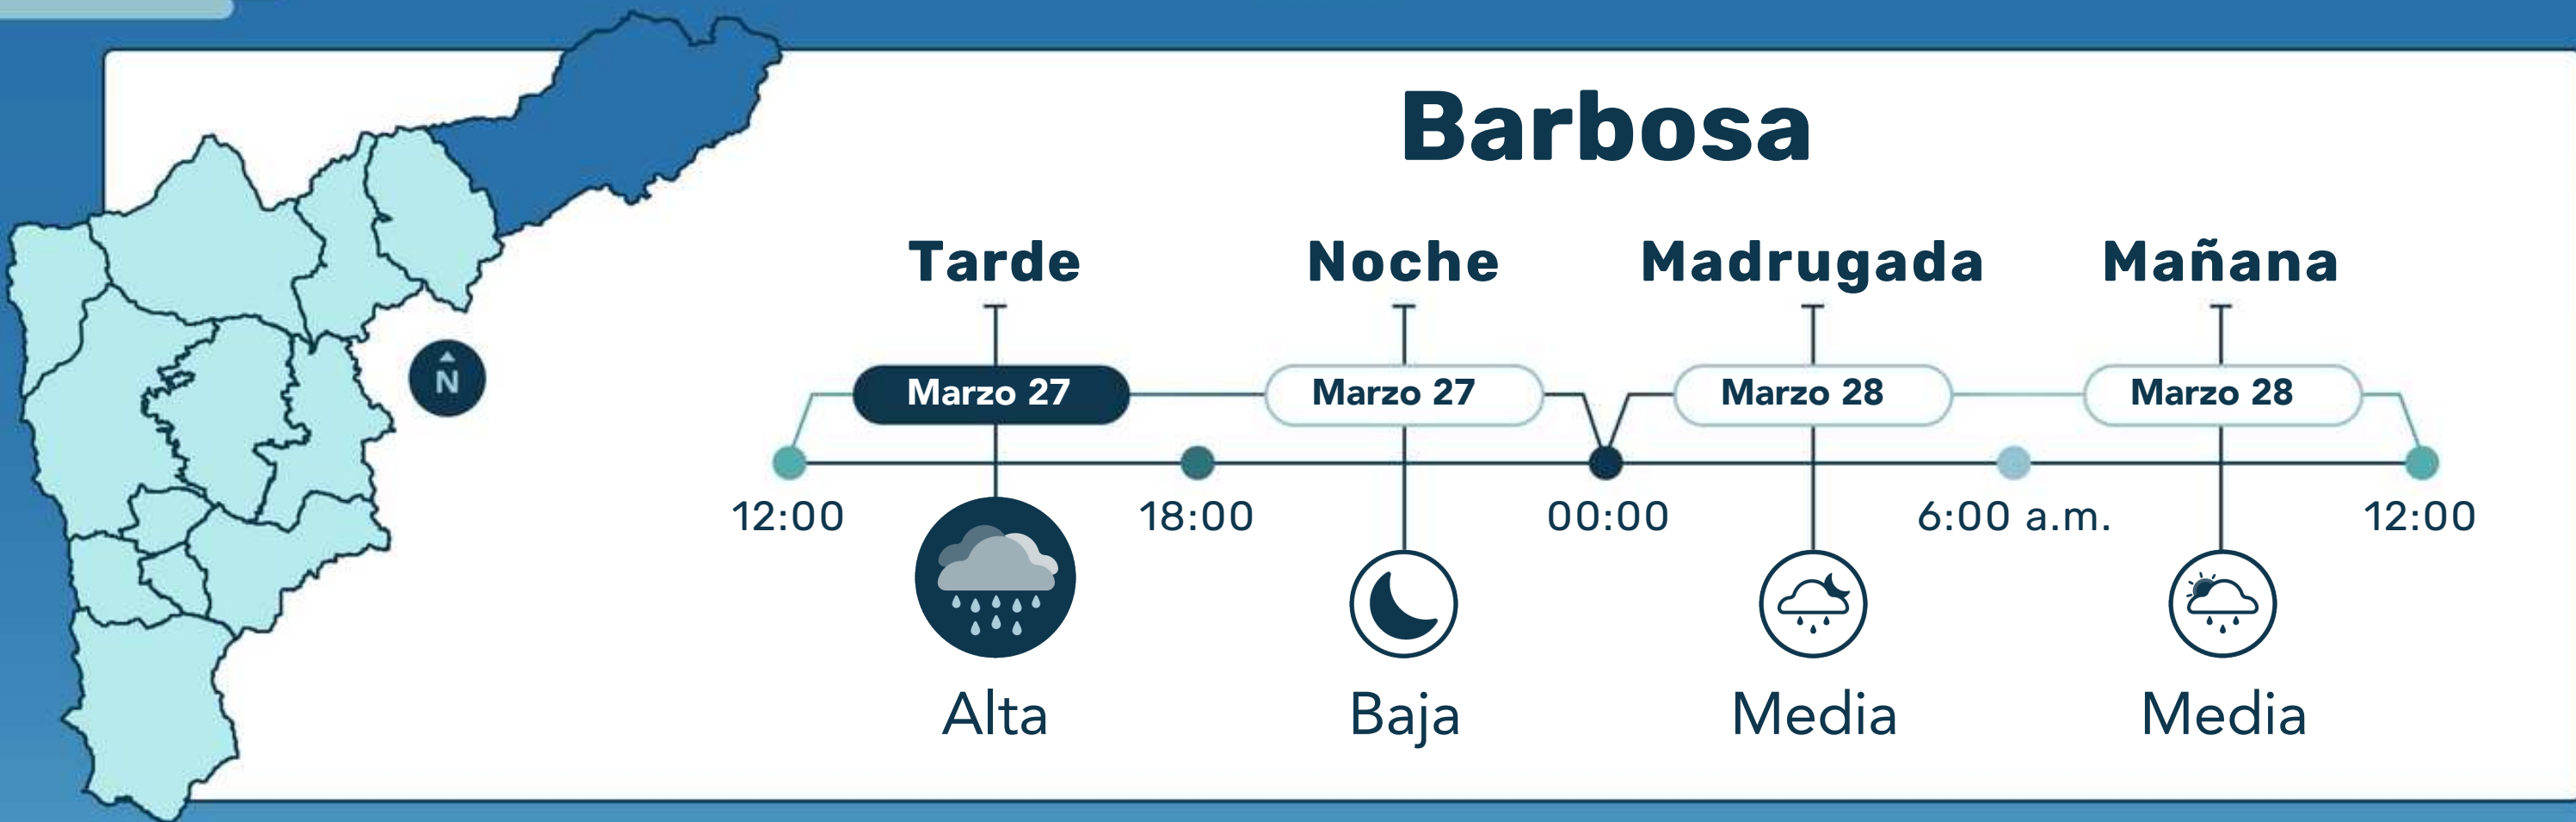 Barbosa
Tarde Noche Madrugada Mañana
N
Marzo 27 Marzo 27 Marzo 28 Marzo 28
12:00 18:00 00:00 6:00 a.m. 12:00
Alta Baja Media Media